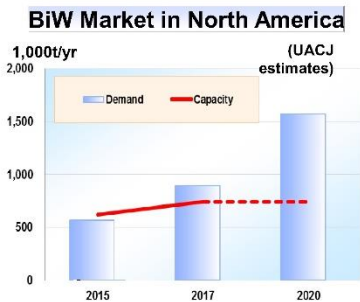 BiW Market in North America
1,000t/yr
(UACJ
estimates)
2,000
Demand
Capacity
1,500
1,000
500
0
2015
2017
2020